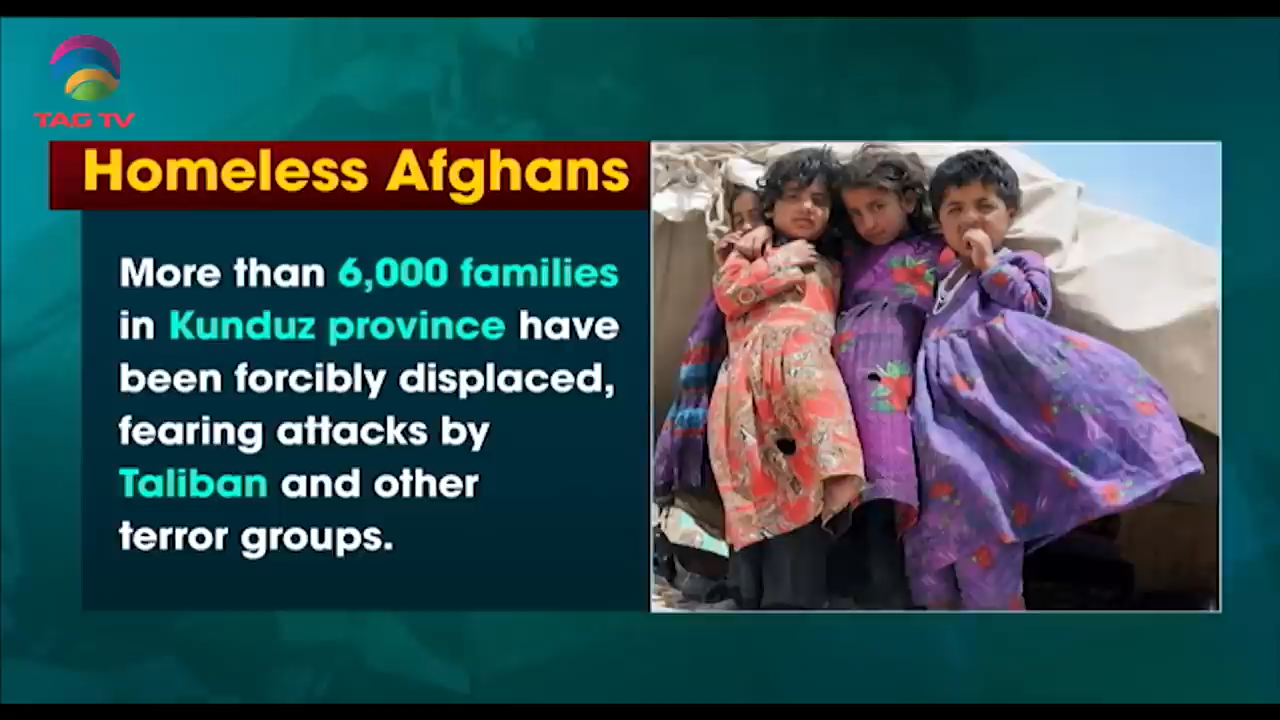 TAG TV
Homeless Afghans
More than 6,000 families
in Kunduz province have
been forcibly displaced,
fearing attacks by
Taliban and other
terror groups.